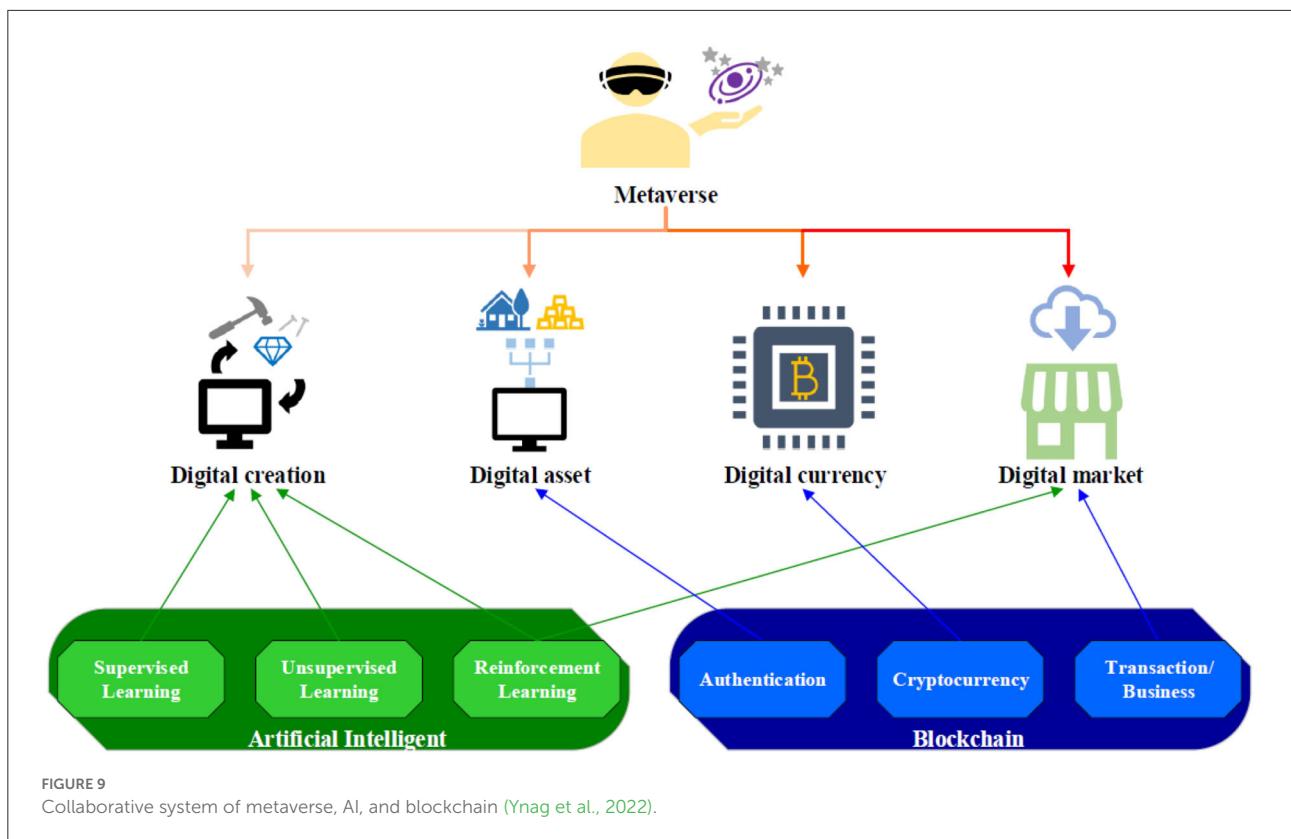 Metaverse
Digital creation
Digital asset
Digital currency
Digital market
Supervised
Learning
Unsupervised
Learning
Reinforcement
Learning
Artificial Intelligent
Authentication
Cryptocurrency
Transaction/
Business
Blockchain
FIGURE 9
Collaborative system of metaverse, AI, and blockchain (Ynag et al., 2022).